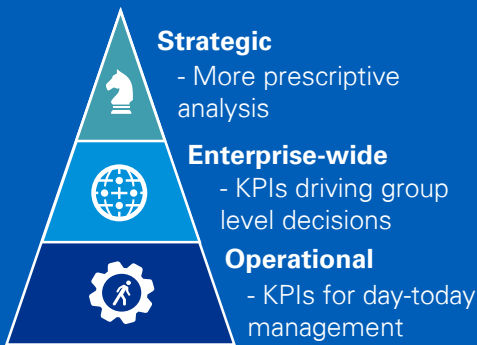 Strategic
- More prescriptive
analysis
Enterprise-wide
- KPIs driving group
level decisions
Operational
- KPIs for day-today
management